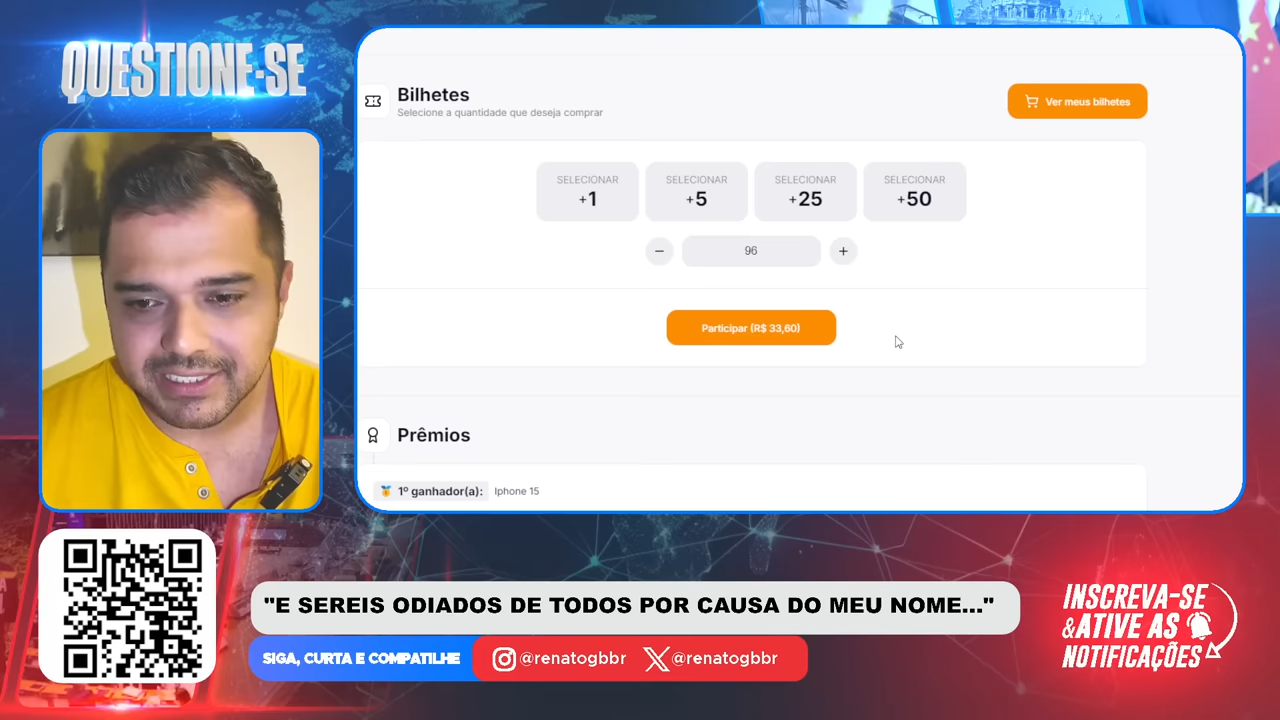 QUESTIONE-SE
Bilhetes
Selecione a quantidade que deseja comprar
Ver meus bilhetes
SELECIONAR
+1
SELECIONAR
+5
SELECIONAR
+25
SELECIONAR
+50
− 96 +
Participar (R$ 33,60)
Prêmios
1º ganhador(a): Iphone 15
"E SEREIS ODIADOS DE TODOS POR CAUSA DO MEU NOME..."
SIGA, CURTA E COMPATILHE
@renatogbbr
@renatogbbr
INSCREVA-SE
&ATIVE AS
NOTIFICAÇÕES